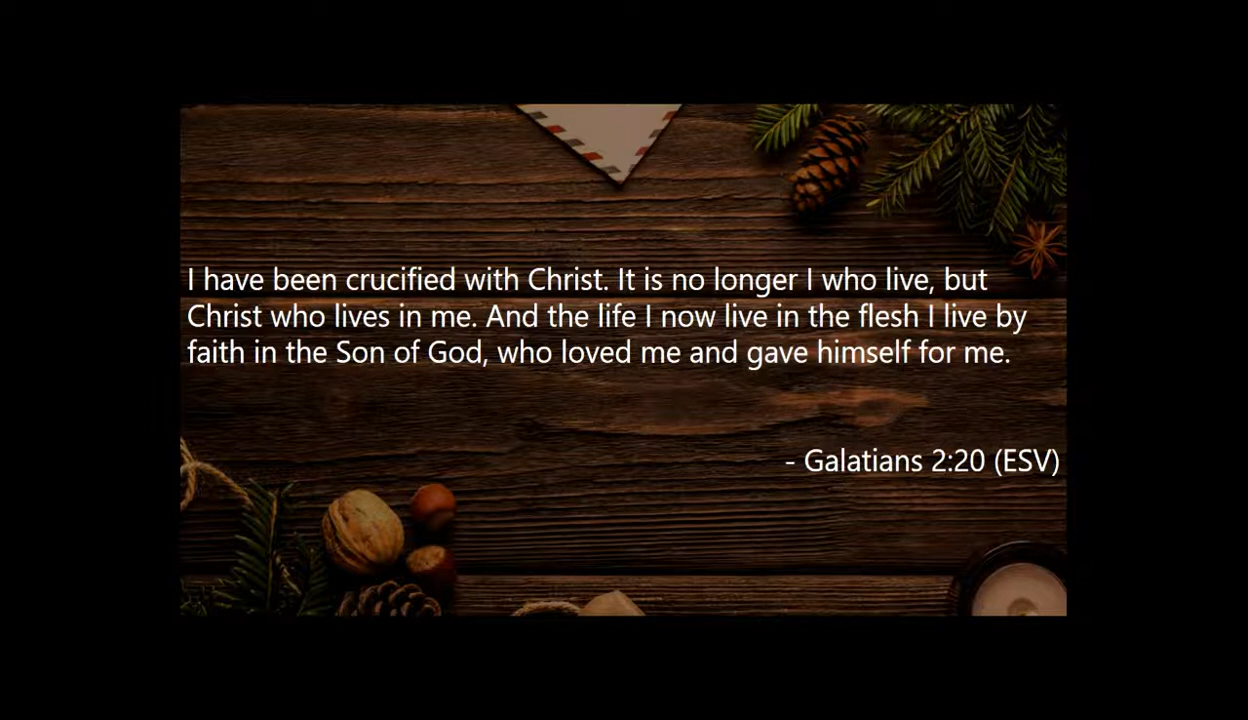 I have been crucified with Christ. It is no longer I who live, but
Christ who lives in me. And the life I now live in the flesh I live by
faith in the Son of God, who loved me and gave himself for me.
- Galatians 2:20 (ESV)